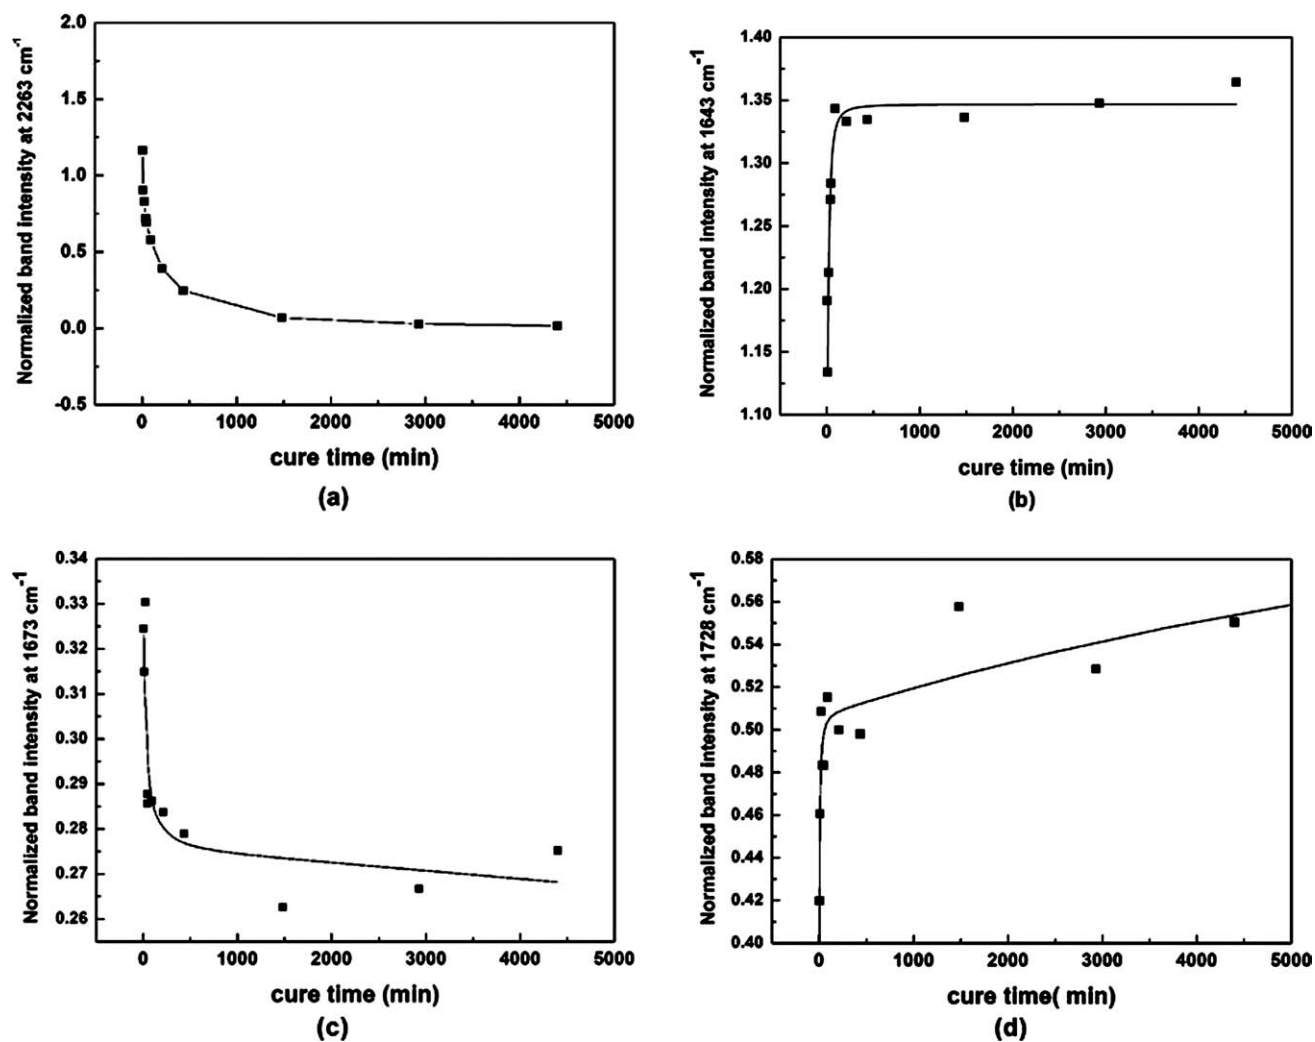 Normalized band intensity at 2263 cm⁻¹
2.0
1.5
1.0
0.5
0.0
-0.5
0 1000 2000 3000 4000 5000
cure time (min)
(a)
Normalized band intensity at 1643 cm⁻¹
1.40
1.35
1.30
1.25
1.20
1.15
1.10
0 1000 2000 3000 4000 5000
cure time (min)
(b)
Normalized band intensity at 1673 cm⁻¹
0.34
0.33
0.32
0.31
0.30
0.29
0.28
0.27
0.26
0 1000 2000 3000 4000 5000
cure time (min)
(c)
Normalized band intensity at 1728 cm⁻¹
0.68
0.66
0.54
0.52
0.50
0.48
0.46
0.44
0.42
0.40
0 1000 2000 3000 4000 5000
cure time( min)
(d)